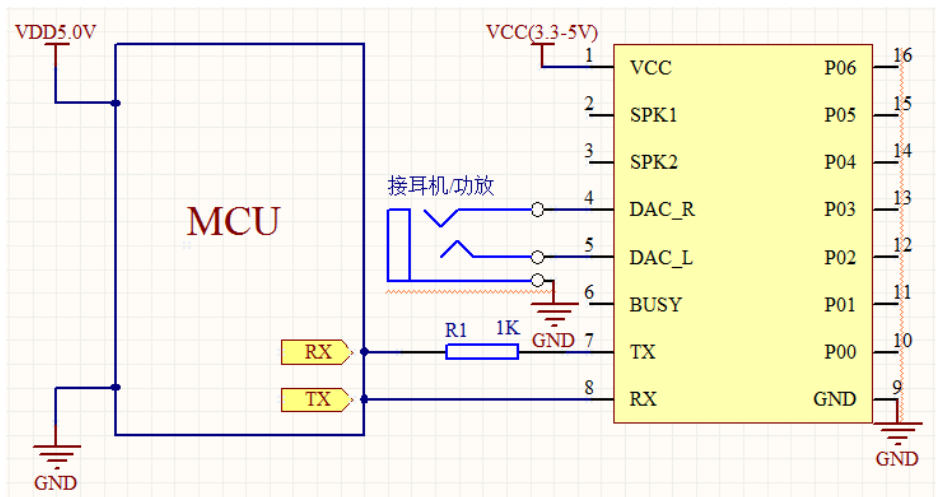 VDD5.0V
VCC(3.3-5V)
MCU
RX
TX
GND
接耳机/功放
GND
R1 1K
1 VCC P06 16
2 SPK1 P05 15
3 SPK2 P04 14
4 DAC_R P03 13
5 DAC_L P02 12
6 BUSY P01 11
7 TX P00 10
8 RX GND 9
GND